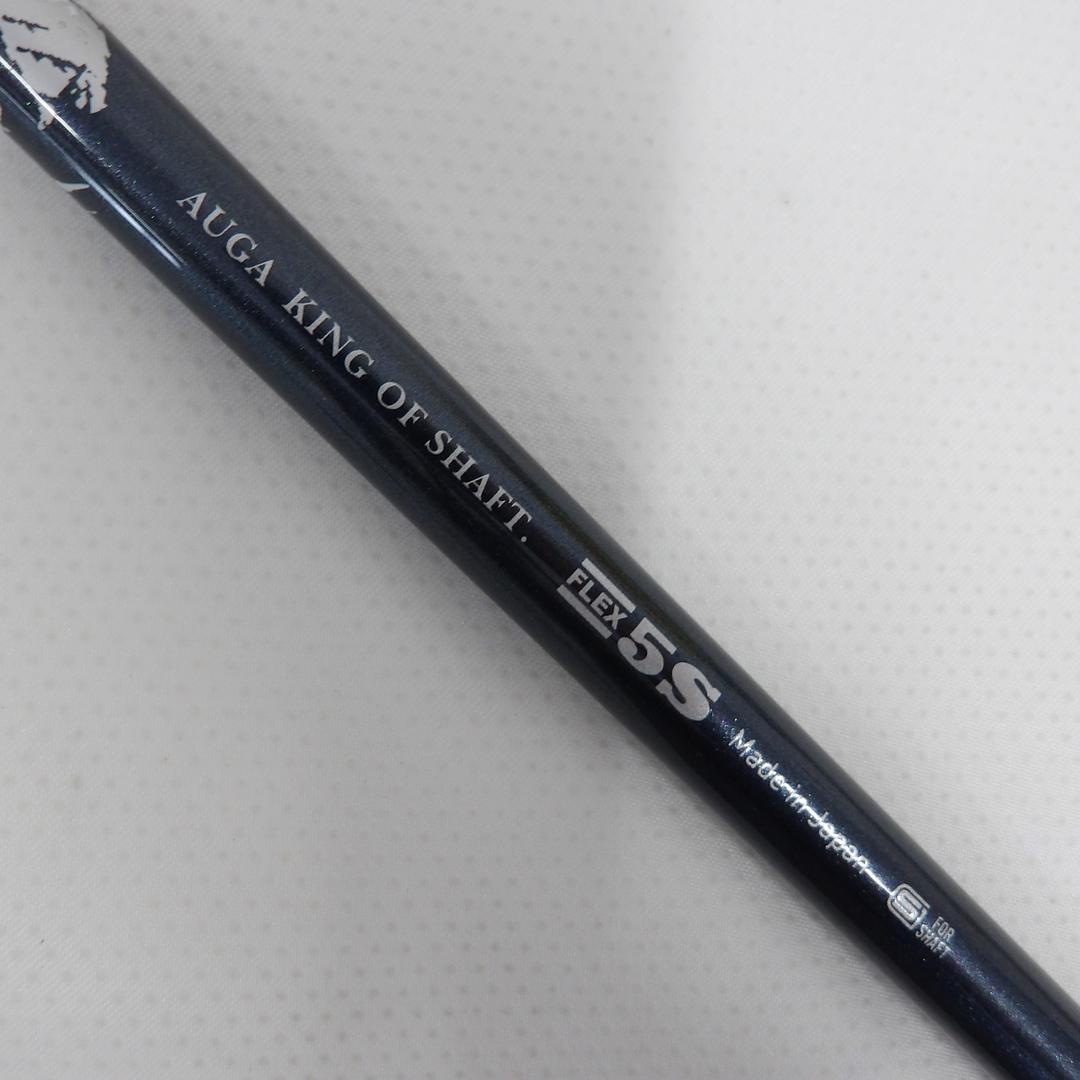 AUGA KING OF SHAFT.
FLEX 5S
Made in Japan
S FOR
SHAFT